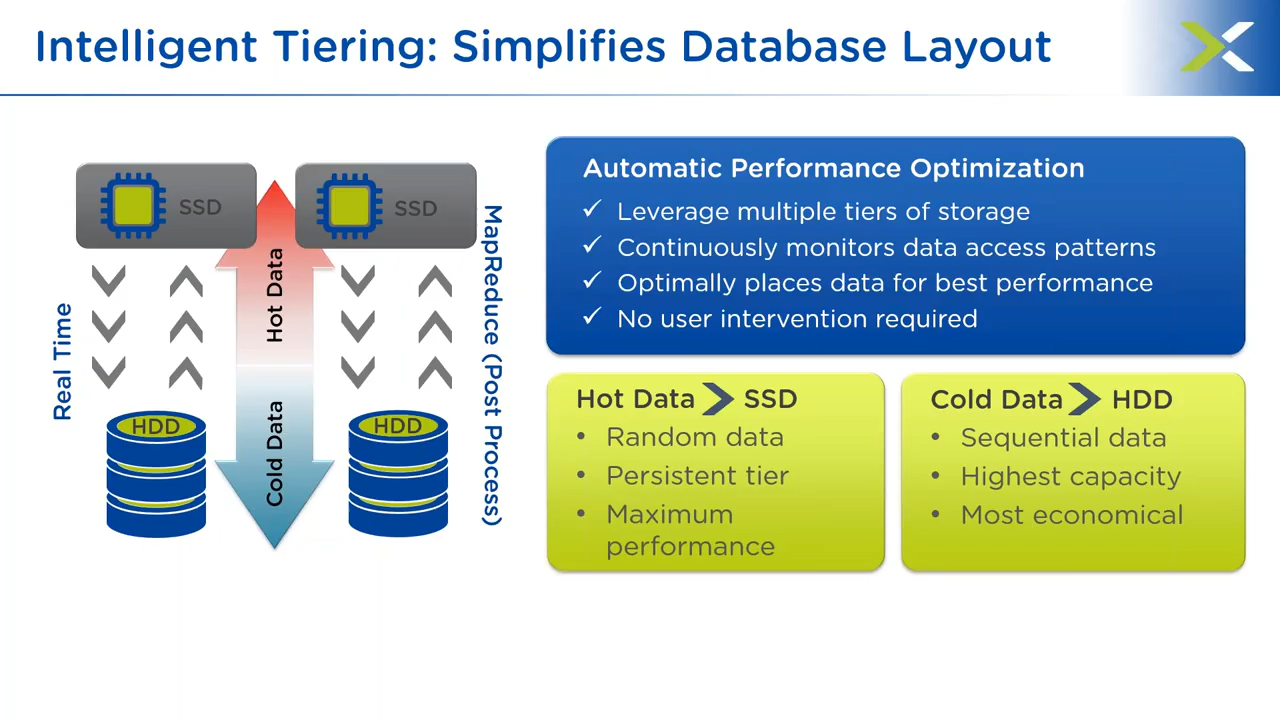 Intelligent Tiering: Simplifies Database Layout
SSD
SSD
Real Time
Hot Data
Cold Data
MapReduce (Post Process)
HDD
HDD
Automatic Performance Optimization
✓ Leverage multiple tiers of storage
✓ Continuously monitors data access patterns
✓ Optimally places data for best performance
✓ No user intervention required
Hot Data > SSD
• Random data
• Persistent tier
• Maximum
performance
Cold Data > HDD
• Sequential data
• Highest capacity
• Most economical